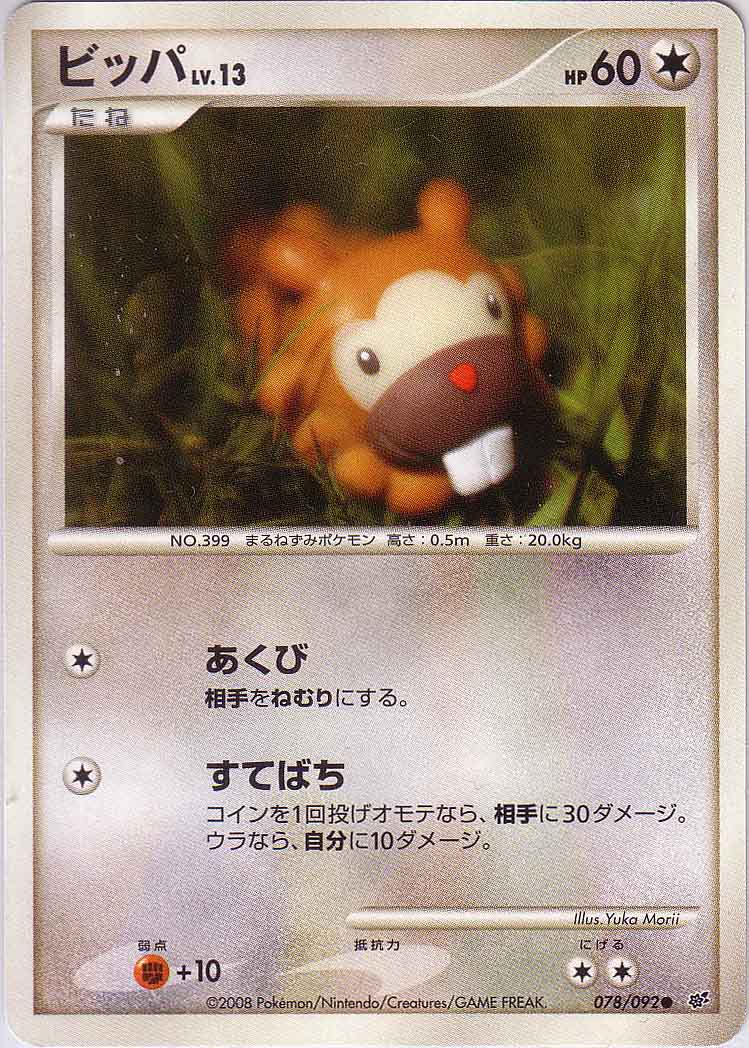 ビッパ LV.13 HP 60
たね
NO.399 まるねずみポケモン 高さ:0.5m 重さ:20.0kg
あくび
相手をねむりにする。
すてばち
コインを1回投げオモテなら、相手に30ダメージ。
ウラなら、自分に10ダメージ。
Illus.Yuka Morii
弱点 抵抗力 にげる
+10
©2008 Pokémon/Nintendo/Creatures/GAME FREAK. 078/092●